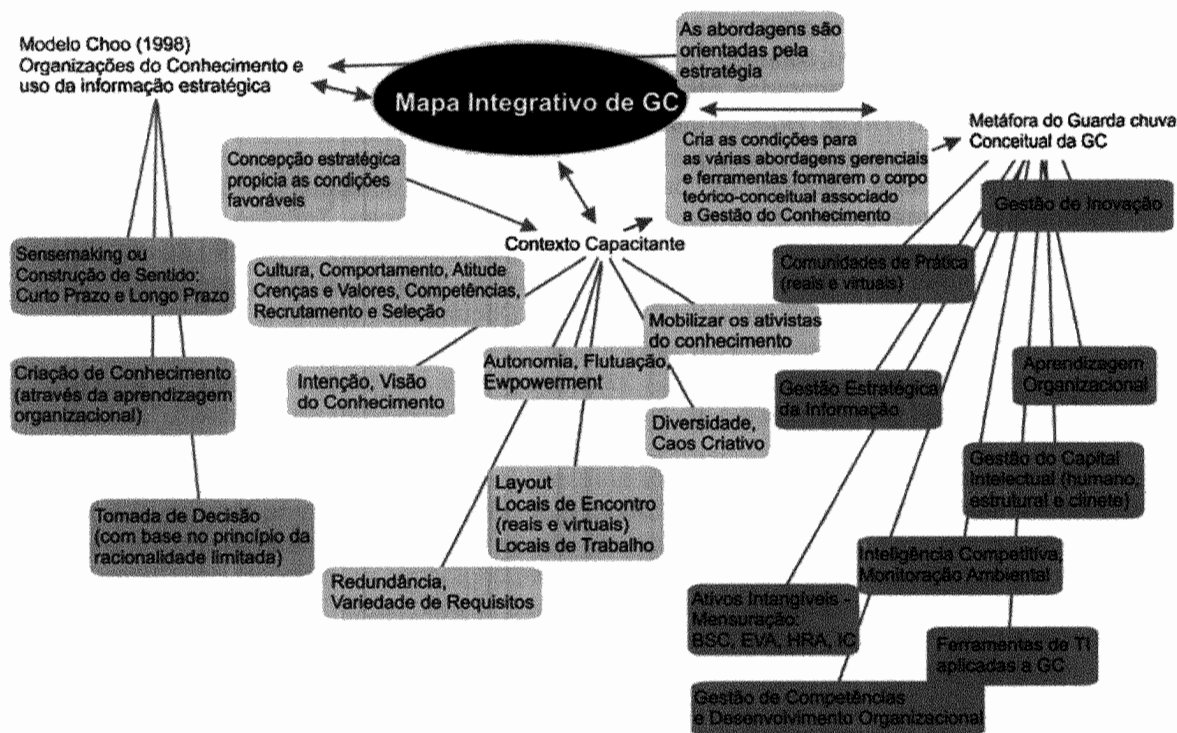 Modelo Choo (1998)
Organizações do Conhecimento e
uso da informação estratégica
As abordagens são
orientadas pela
estratégia
Mapa Integrativo de GC
Metáfora do Guarda chuva
Conceitual da GC
Cria as condições para
as várias abordagens gerenciais
e ferramentas formarem o corpo
teórico-conceitual associado
a Gestão do Conhecimento
Concepção estratégica
propicia as condições
favoráveis
Contexto Capacitante
Sensemaking ou
Construção de Sentido:
Curto Prazo e Longo Prazo
Criação de Conhecimento
(através da aprendizagem
organizacional)
Tomada de Decisão
(com base no princípio da
racionalidade limitada)
Cultura, Comportamento, Atitude
Crenças e Valores, Competências,
Recrutamento e Seleção
Intenção, Visão
do Conhecimento
Autonomia, Flutuação,
Ewpowerment
Mobilizar os ativistas
do conhecimento
Diversidade,
Caos Criativo
Layout
Locais de Encontro
(reais e virtuais)
Locais de Trabalho
Redundância,
Variedade de Requisitos
Gestão de Inovação
Comunidades de Prática
(reais e virtuais)
Gestão Estratégica
da Informação
Aprendizagem
Organizacional
Gestão do Capital
Intelectual (humano,
estrutural e clinete)
Inteligência Competitiva,
Monitoração Ambiental
Ativos Intangíveis -
Mensuração:
BSC, EVA, HRA, IC
Ferramentas de TI
aplicadas a GC
Gestão de Competências
e Desenvolvimento Organizacional